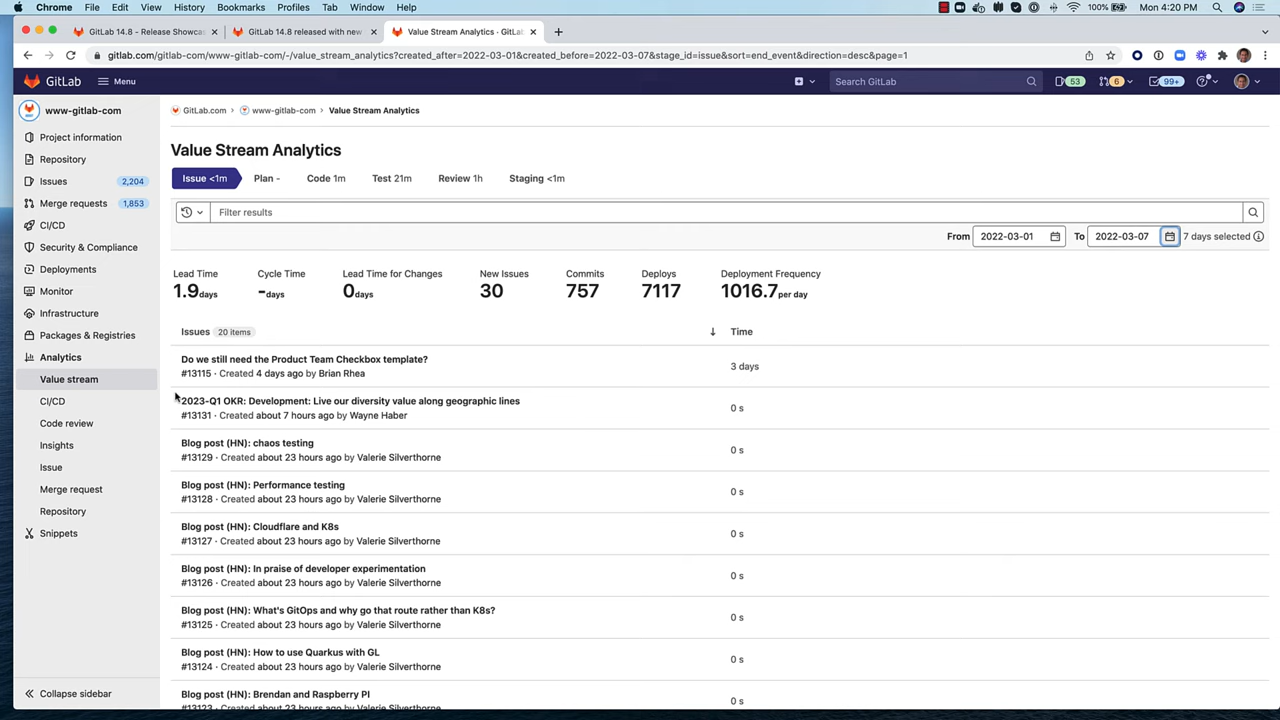 Chrome File Edit View History Bookmarks Profiles Tab Window Help 100% Mon 4:20 PM
GitLab 14.8 - Release Showcas × GitLab 14.8 released with new × Value Stream Analytics · GitLa × +
gitlab.com/gitlab-com/www-gitlab-com/-/value_stream_analytics?created_after=2022-03-01&created_before=2022-03-07&stage_id=issue&sort=end_event&direction=desc&page=1
GitLab Menu Search GitLab 53 6 99+
www-gitlab-com
Project information
Repository
Issues 2,204
Merge requests 1,853
CI/CD
Security & Compliance
Deployments
Monitor
Infrastructure
Packages & Registries
Analytics
Value stream
CI/CD
Code review
Insights
Issue
Merge request
Repository
Snippets
Collapse sidebar
GitLab.com › www-gitlab-com › Value Stream Analytics
Value Stream Analytics
Issue <1m Plan - Code 1m Test 21m Review 1h Staging <1m
Filter results
From 2022-03-01 To 2022-03-07 7 days selected
Lead Time Cycle Time Lead Time for Changes New Issues Commits Deploys Deployment Frequency
1.9 days - days 0 days 30 757 7117 1016.7 per day
Issues 20 items ↓ Time
Do we still need the Product Team Checkbox template?
#13115 · Created 4 days ago by Brian Rhea 3 days
2023-Q1 OKR: Development: Live our diversity value along geographic lines
#13131 · Created about 7 hours ago by Wayne Haber 0 s
Blog post (HN): chaos testing
#13129 · Created about 23 hours ago by Valerie Silverthorne 0 s
Blog post (HN): Performance testing
#13128 · Created about 23 hours ago by Valerie Silverthorne 0 s
Blog post (HN): Cloudflare and K8s
#13127 · Created about 23 hours ago by Valerie Silverthorne 0 s
Blog post (HN): In praise of developer experimentation
#13126 · Created about 23 hours ago by Valerie Silverthorne 0 s
Blog post (HN): What's GitOps and why go that route rather than K8s?
#13125 · Created about 23 hours ago by Valerie Silverthorne 0 s
Blog post (HN): How to use Quarkus with GL
#13124 · Created about 23 hours ago by Valerie Silverthorne 0 s
Blog post (HN): Brendan and Raspberry PI
#13123 · Created about 23 hours ago by Valerie Silverthorne 0 s